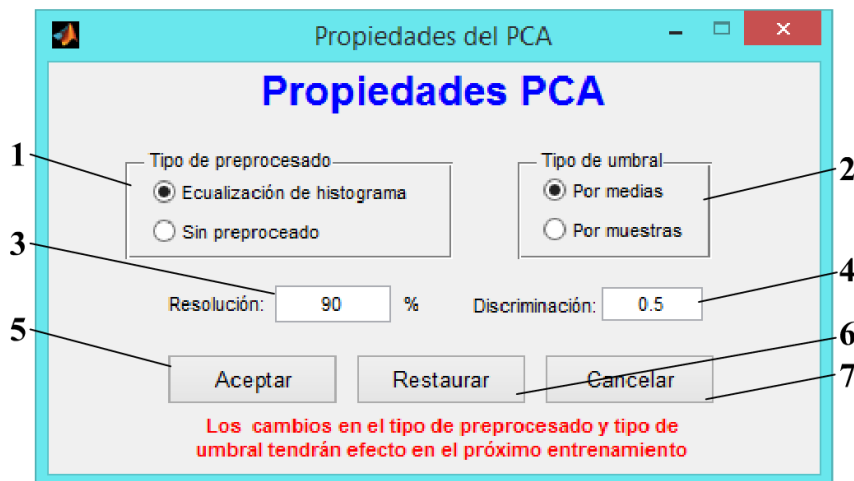 Propiedades del PCA
Propiedades PCA
1
Tipo de preprocesado
Tipo de umbral
2
Ecualización de histograma
Por medias
Sin preproceado
Por muestras
3
4
Resolución: 90 %
Discriminación: 0.5
5
6
Aceptar
Restaurar
Cancelar
7
Los cambios en el tipo de preprocesado y tipo de
umbral tendrán efecto en el próximo entrenamiento